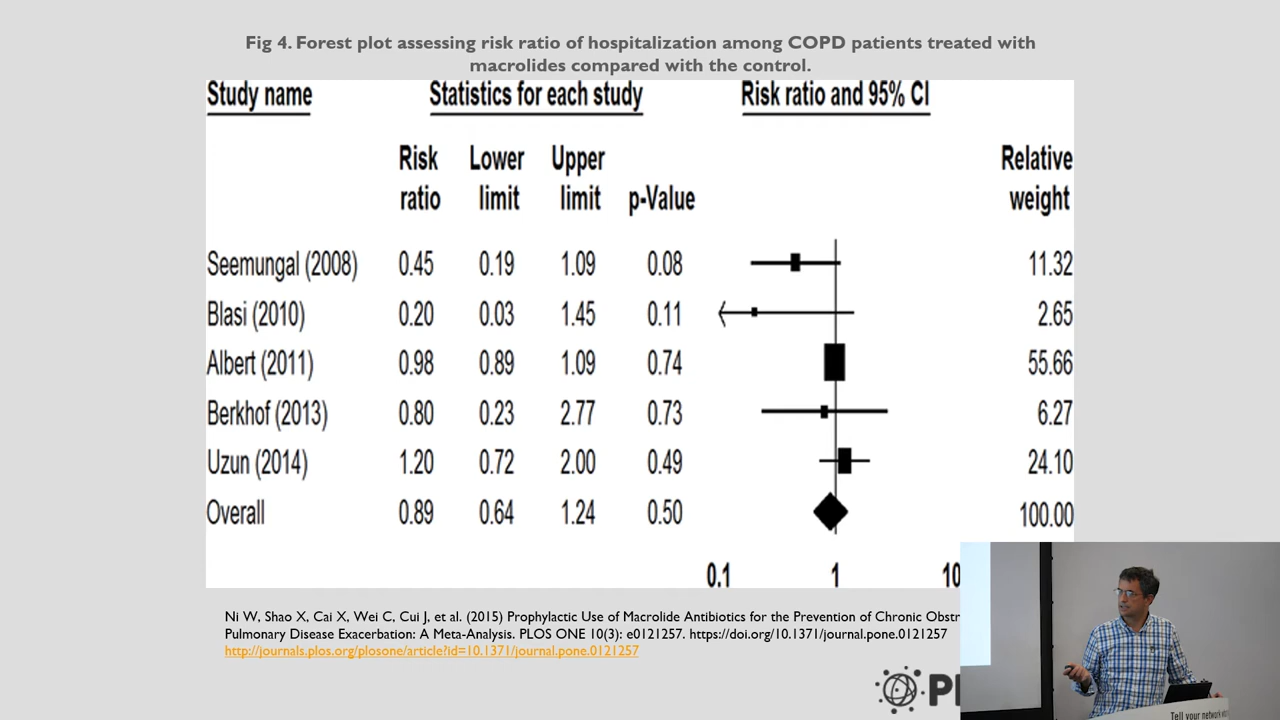 Fig 4. Forest plot assessing risk ratio of hospitalization among COPD patients treated with
macrolides compared with the control.
Study name Statistics for each study Risk ratio and 95% CI
Risk Lower Upper Relative
ratio limit limit p-Value weight
Seemungal (2008) 0.45 0.19 1.09 0.08 11.32
Blasi (2010) 0.20 0.03 1.45 0.11 2.65
Albert (2011) 0.98 0.89 1.09 0.74 55.66
Berkhof (2013) 0.80 0.23 2.77 0.73 6.27
Uzun (2014) 1.20 0.72 2.00 0.49 24.10
Overall 0.89 0.64 1.24 0.50 100.00
0.1 1 10
Ni W, Shao X, Cai X, Wei C, Cui J, et al. (2015) Prophylactic Use of Macrolide Antibiotics for the Prevention of Chronic Obstr
Pulmonary Disease Exacerbation: A Meta-Analysis. PLOS ONE 10(3): e0121257. https://doi.org/10.1371/journal.pone.0121257
http://journals.plos.org/plosone/article?id=10.1371/journal.pone.0121257
Tell your network